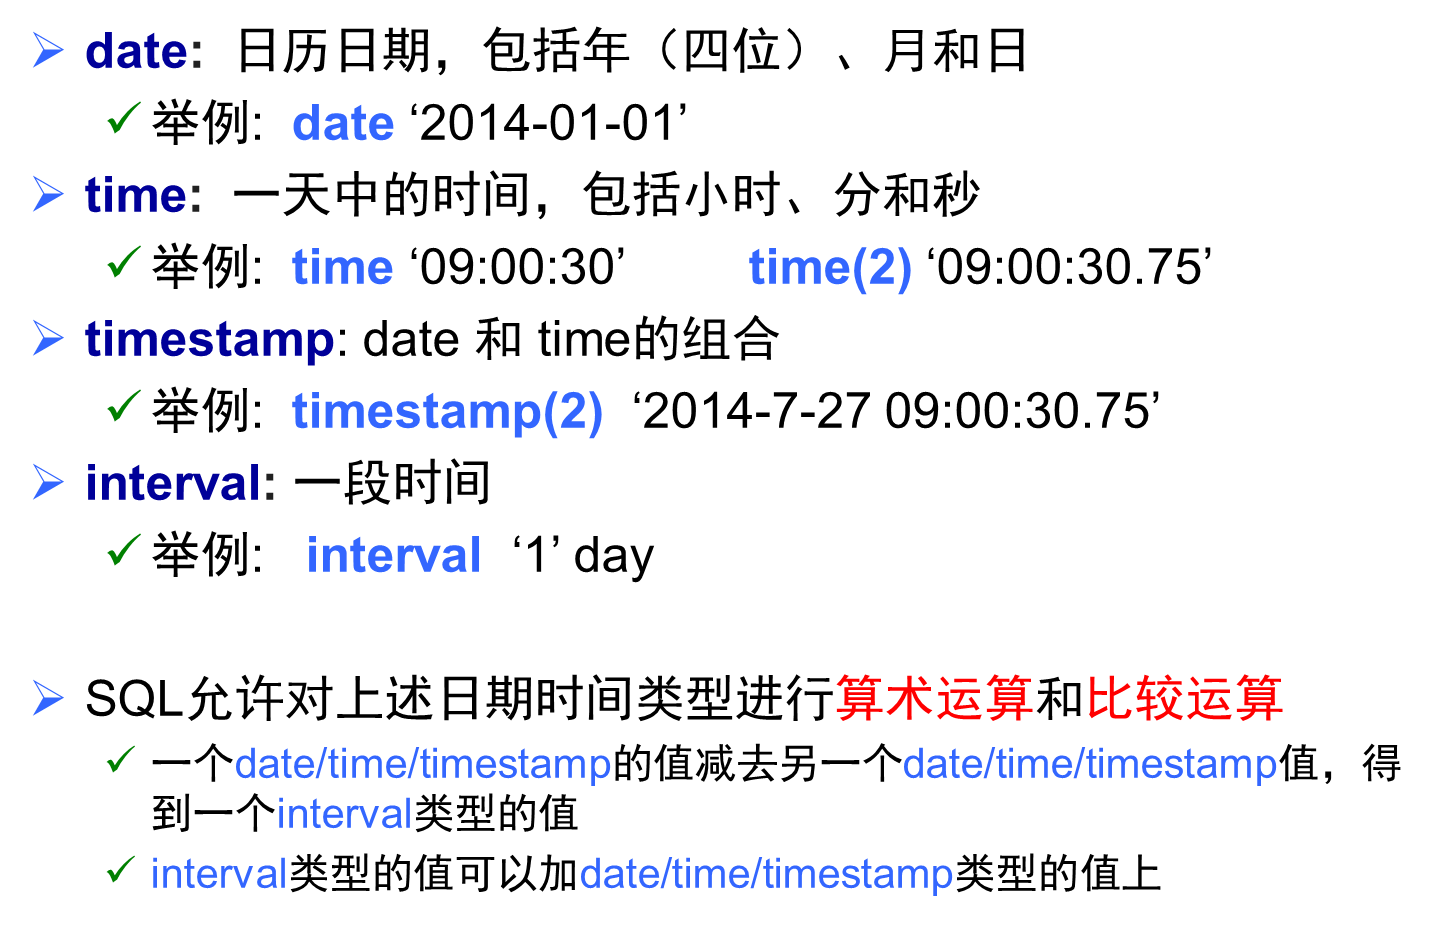 date: 日历日期，包括年（四位）、月和日
举例: date ‘2014-01-01’
time: 一天中的时间，包括小时、分和秒
举例: time ‘09:00:30’ time(2) ‘09:00:30.75’
timestamp: date 和 time的组合
举例: timestamp(2) ‘2014-7-27 09:00:30.75’
interval: 一段时间
举例: interval ‘1’ day
SQL允许对上述日期时间类型进行算术运算和比较运算
一个date/time/timestamp的值减去另一个date/time/timestamp值，得
到一个interval类型的值
interval类型的值可以加date/time/timestamp类型的值上